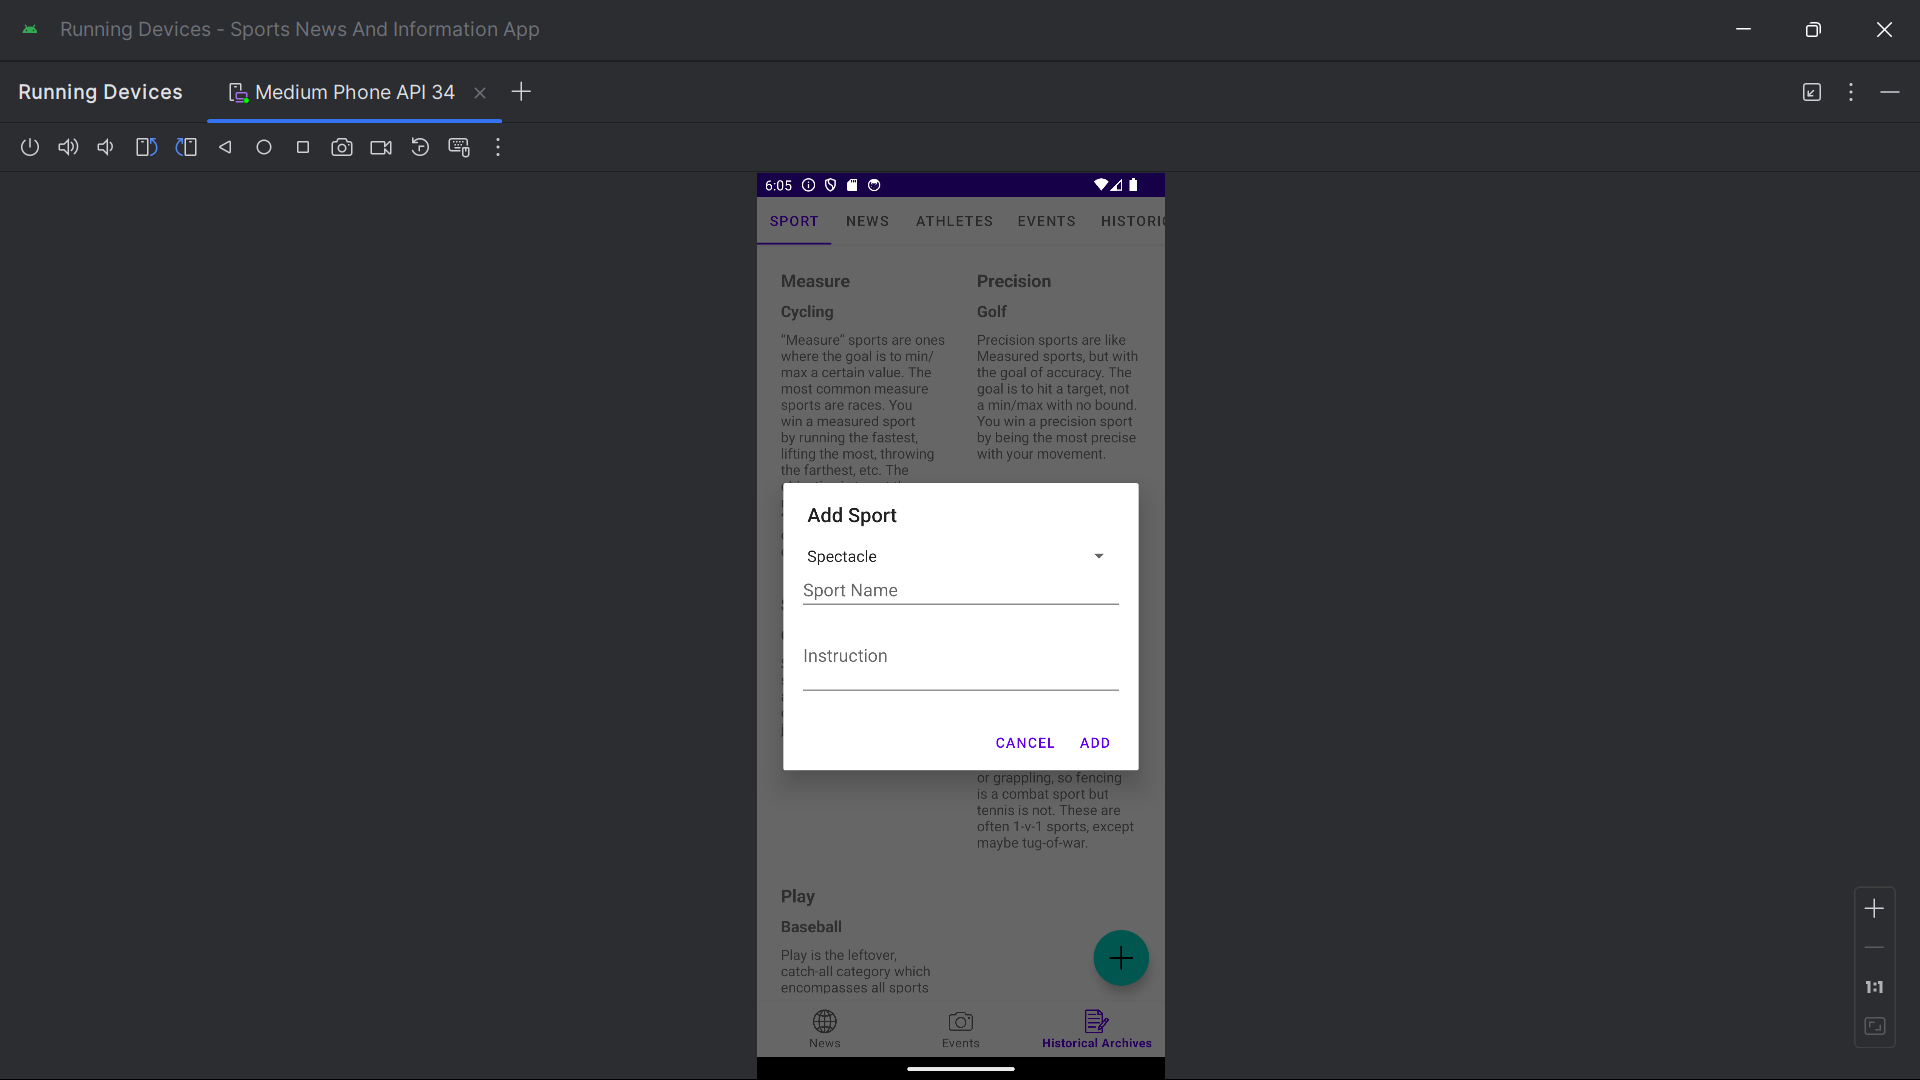 Running Devices - Sports News And Information App
Running Devices
Medium Phone API 34
6:05
SPORT NEWS ATHLETES EVENTS HISTORIC
Measure
Cycling
“Measure” sports are ones
where the goal is to min/
max a certain value. The
most common measure
sports are races. You
win a measured sport
by running the fastest,
lifting the most, throwing
the farthest, etc. The
Precision
Golf
Precision sports are like
Measured sports, but with
the goal of accuracy. The
goal is to hit a target, not
a min/max with no bound.
You win a precision sport
by being the most precise
with your movement.
Add Sport
Spectacle
Sport Name
Instruction
CANCEL ADD
or grappling, so fencing
is a combat sport but
tennis is not. These are
often 1-v-1 sports, except
maybe tug-of-war.
Play
Baseball
Play is the leftover,
catch-all category which
encompasses all sports
News
Events
Historical Archives
1:1